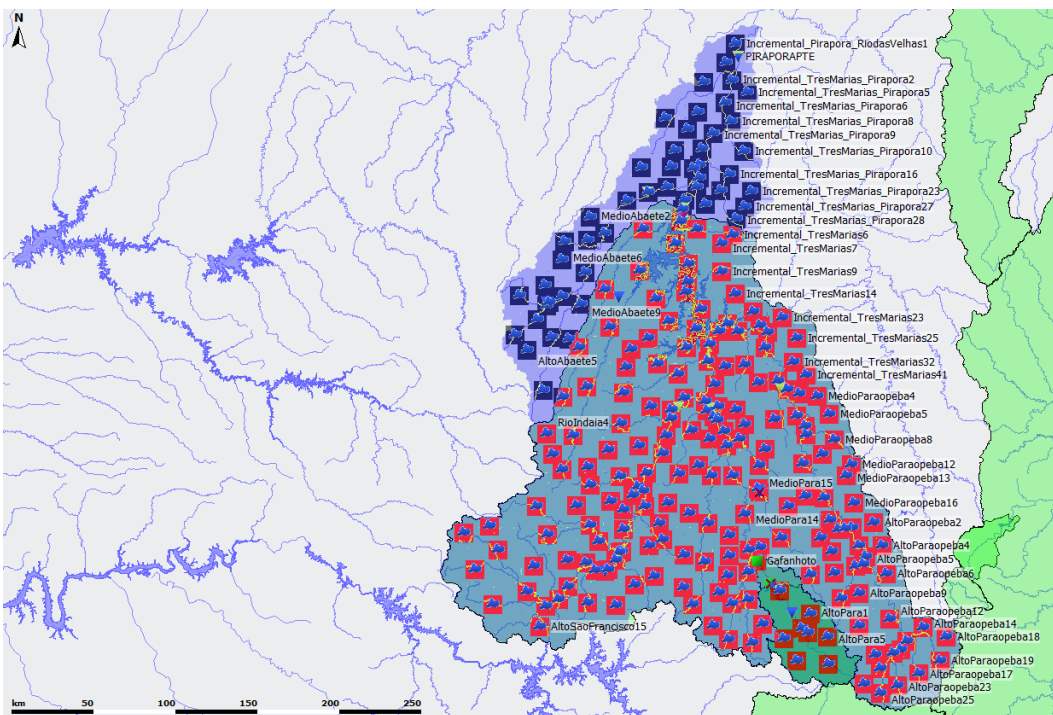 N
Incremental_Pirapora_RiodasVelhas1
PIRAPORAPTE
Incremental_TresMarias_Pirapora2
Incremental_TresMarias_Pirapora5
Incremental_TresMarias_Pirapora6
Incremental_TresMarias_Pirapora8
Incremental_TresMarias_Pirapora9
Incremental_TresMarias_Pirapora10
Incremental_TresMarias_Pirapora16
Incremental_TresMarias_Pirapora23
Incremental_TresMarias_Pirapora27
MedioAbaete2
Incremental_TresMarias_Pirapora28
Incremental_TresMarias6
Incremental_TresMarias7
MedioAbaete6
Incremental_TresMarias9
Incremental_TresMarias14
MedioAbaete9
Incremental_TresMarias23
Incremental_TresMarias25
AltoAbaete5
Incremental_TresMarias32
Incremental_TresMarias41
MedioParaopeba4
MedioParaopeba5
RioIndaia4
MedioParaopeba8
MedioParaopeba12
MedioParaopeba13
MedioPara15
MedioParaopeba16
MedioPara14
AltoParaopeba2
AltoParaopeba4
Gafanhoto
AltoParaopeba5
AltoParaopeba6
AltoParaopeba9
AltoPara1
AltoParaopeba12
AltoSaoFrancisco15
AltoParaopeba14
AltoPara5
AltoParaopeba18
AltoParaopeba19
AltoParaopeba17
AltoParaopeba23
AltoParaopeba25
km 50 100 150 200 250